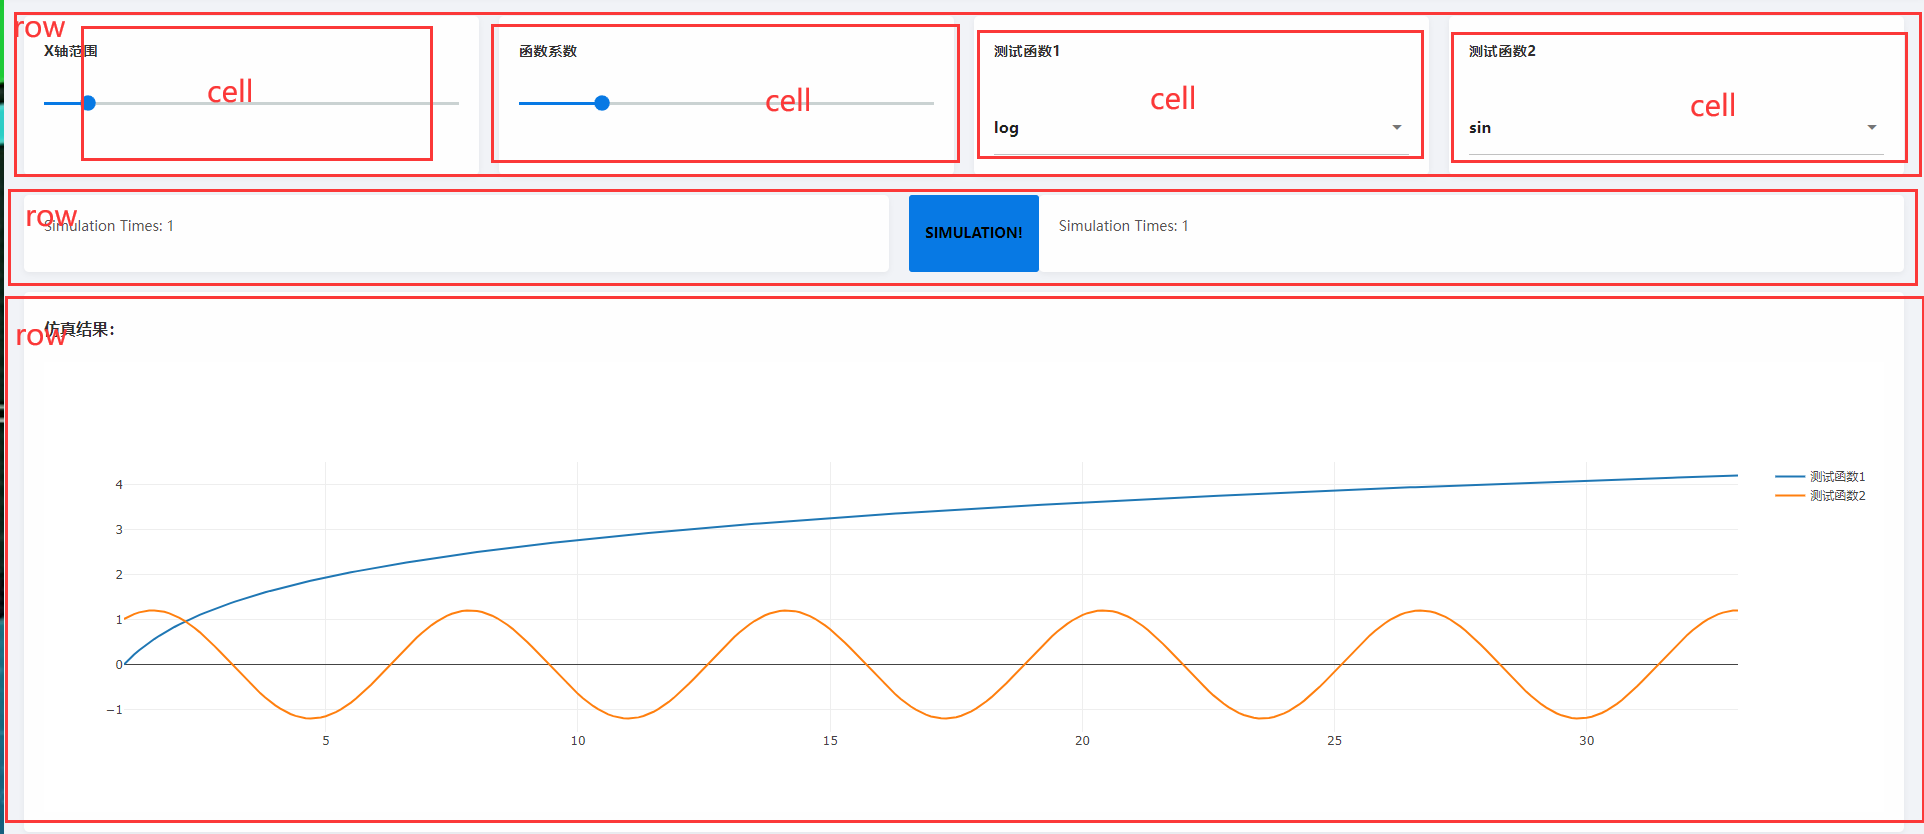 row
X轴范围
cell
函数系数
cell
测试函数1
cell
log
测试函数2
cell
sin
row
Simulation Times: 1
SIMULATION!
Simulation Times: 1
row
仿真结果：
4
3
2
1
0
−1
5
10
15
20
25
30
测试函数1
测试函数2